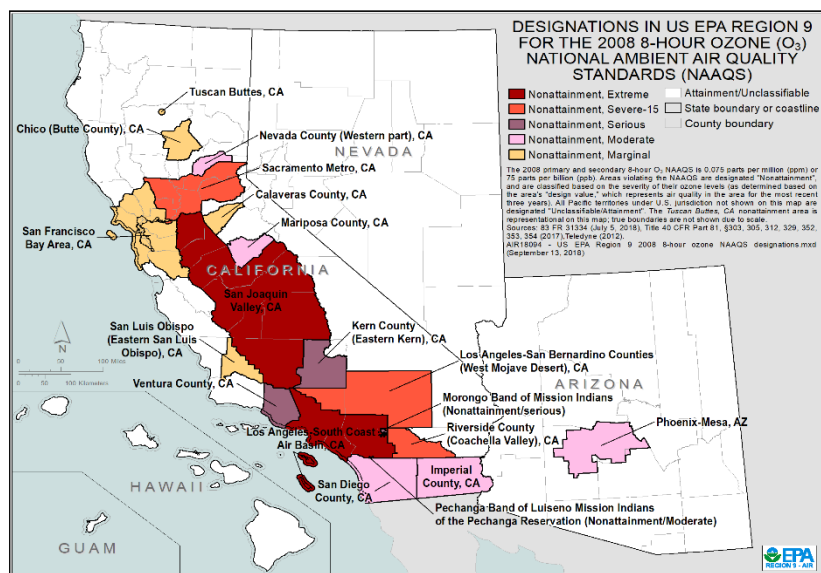 DESIGNATIONS IN US EPA REGION 9
FOR THE 2008 8-HOUR OZONE (O₃)
NATIONAL AMBIENT AIR QUALITY
STANDARDS (NAAQS)
Nonattainment, Extreme
Nonattainment, Severe-15
Nonattainment, Serious
Nonattainment, Moderate
Nonattainment, Marginal
Attainment/Unclassifiable
State boundary or coastline
County boundary
The 2008 primary and secondary 8-hour O₃ NAAQS is 0.075 parts per million (ppm) or
75 parts per billion (ppb). Areas violating the NAAQS are designated "Nonattainment",
and are classified based on the severity of their ozone levels (as determined based on
the area's "design value," which represents air quality in the area for the most recent
three years). All Pacific territories under U.S. jurisdiction not shown on this map are
designated "Unclassifiable/Attainment". The Tuscan Buttes, CA nonattainment area is
representational on this map; true boundaries are not shown due to scale.
Sources: 83 FR 31334 (July 5, 2018), Title 40 CFR Part 81, §303, 305, 312, 329, 352,
353, 354 (2017),Teledyne (2012).
AIR18094 - US EPA Region 9 2008 8-hour ozone NAAQS designations.mxd
(September 13, 2018)
Tuscan Buttes, CA
Chico (Butte County), CA
Nevada County (Western part), CA
NEVADA
Sacramento Metro, CA
Calaveras County, CA
Mariposa County, CA
San Francisco
Bay Area, CA
CALIFORNIA
San Joaquin
Valley, CA
San Luis Obispo
(Eastern San Luis
Obispo), CA
Kern County
(Eastern Kern), CA
Ventura County, CA
Los Angeles-San Bernardino Counties
(West Mojave Desert), CA
ARIZONA
Morongo Band of Mission Indians
(Nonattainment/serious)
Los Angeles-South Coast
Air Basin, CA
Riverside County
(Coachella Valley), CA
Phoenix-Mesa, AZ
San Diego
County, CA
Imperial
County, CA
Pechanga Band of Luiseno Mission Indians
of the Pechanga Reservation (Nonattainment/Moderate)
N
HAWAII
GUAM
EPA
REGION 9 - AIR